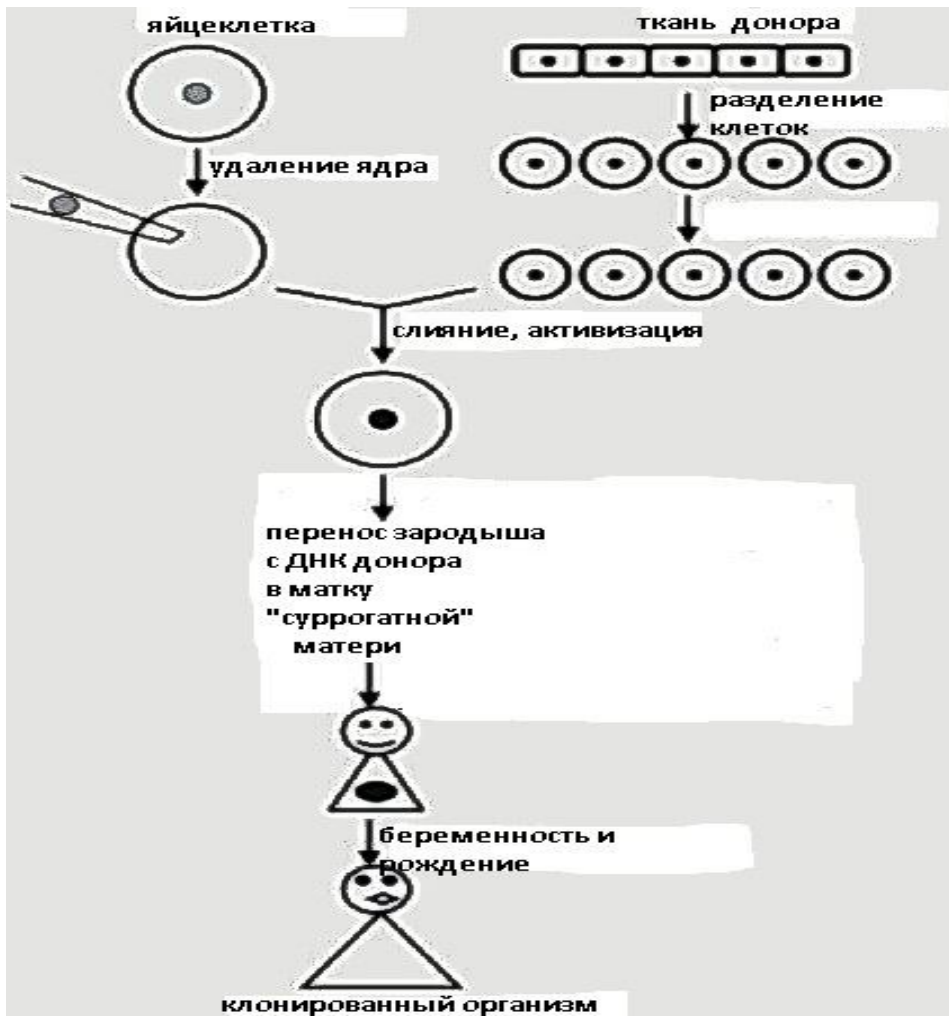 яйцеклетка
ткань донора
разделение
клеток
удаление ядра
слияние, активизация
перенос зародыша
с ДНК донора
в матку
"суррогатной"
матери
беременность и
рождение
клонированный организм